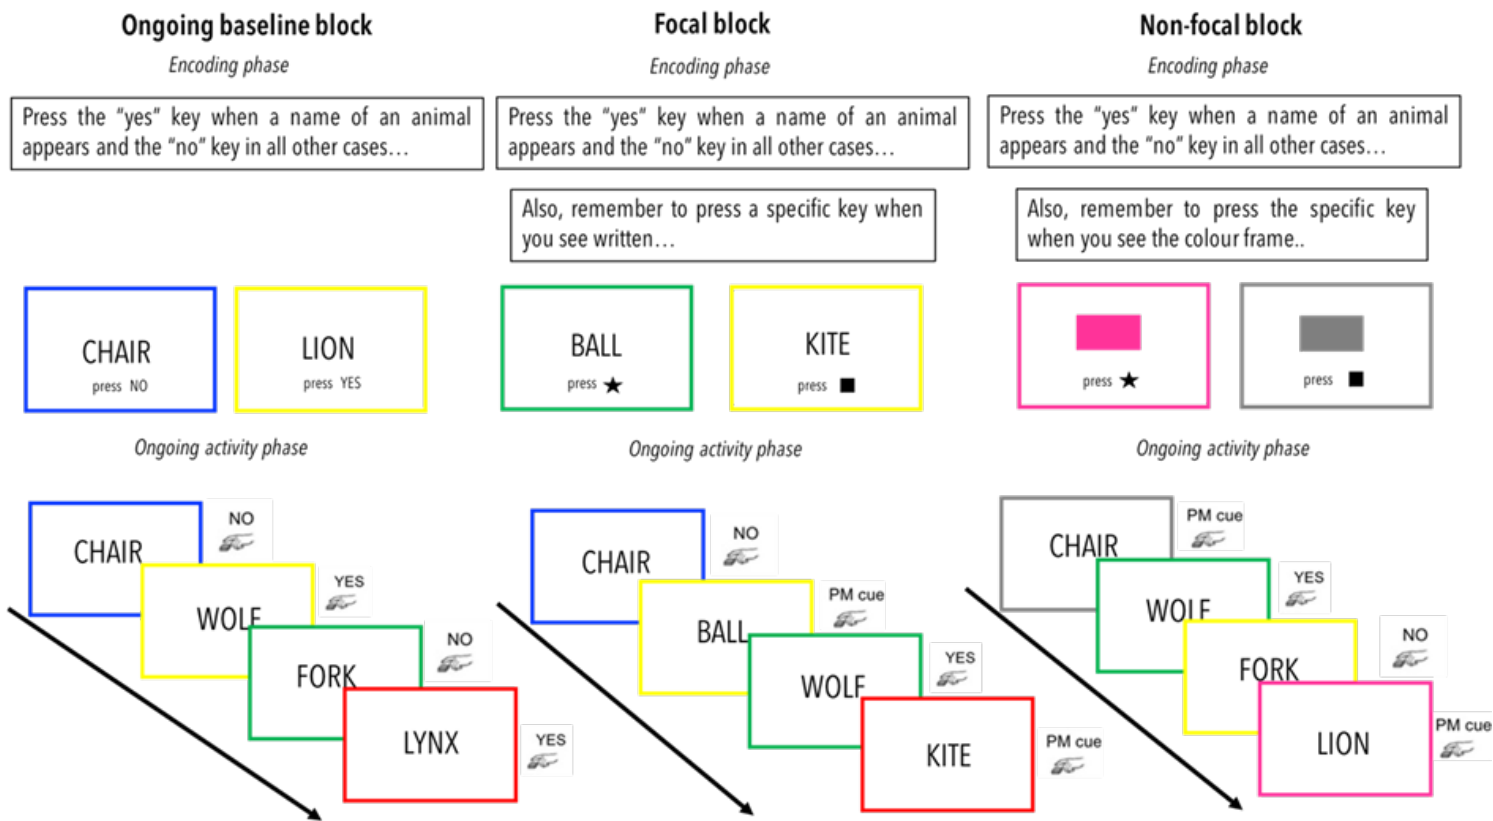 Ongoing baseline block
Encoding phase
Press the “yes” key when a name of an animal
appears and the “no” key in all other cases…
CHAIR
press NO
LION
press YES
Ongoing activity phase
CHAIR
NO
WOLF
YES
FORK
NO
LYNX
YES
Focal block
Encoding phase
Press the “yes” key when a name of an animal
appears and the “no” key in all other cases…
Also, remember to press a specific key when
you see written…
BALL
press ★
KITE
press ■
Ongoing activity phase
CHAIR
NO
BALL
PM cue
WOLF
YES
KITE
PM cue
Non-focal block
Encoding phase
Press the “yes” key when a name of an animal
appears and the “no” key in all other cases…
Also, remember to press the specific key
when you see the colour frame..
press ★
press ■
Ongoing activity phase
CHAIR
PM cue
WOLF
YES
FORK
NO
LION
PM cue